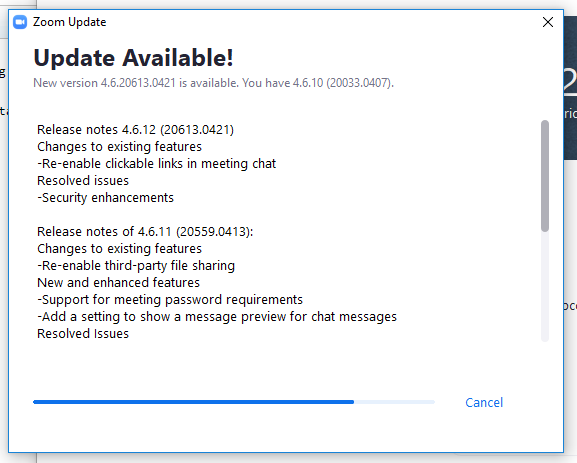 Zoom Update
Update Available!
New version 4.6.20613.0421 is available. You have 4.6.10 (20033.0407).
Release notes 4.6.12 (20613.0421)
Changes to existing features
-Re-enable clickable links in meeting chat
Resolved issues
-Security enhancements
Release notes of 4.6.11 (20559.0413):
Changes to existing features
-Re-enable third-party file sharing
New and enhanced features
-Support for meeting password requirements
-Add a setting to show a message preview for chat messages
Resolved Issues
Cancel